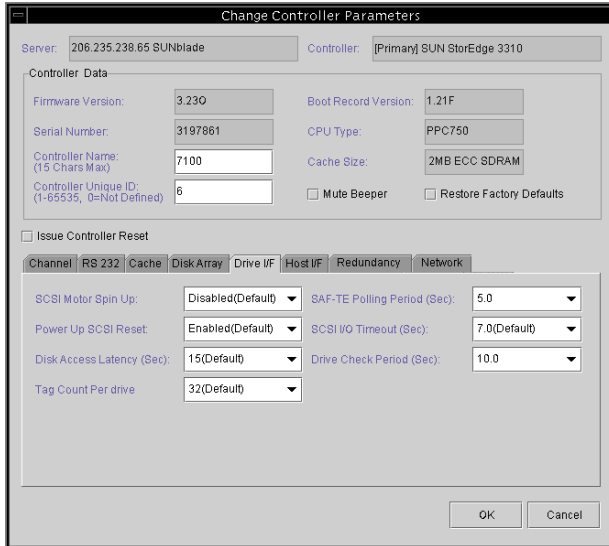 Change Controller Parameters
Server: 206.235.238.65 SUNblade Controller: [Primary] SUN StorEdge 3310
Controller Data
Firmware Version: 3.23Q Boot Record Version: 1.21F
Serial Number: 3197861 CPU Type: PPC750
Controller Name: (15 Chars Max) 7100 Cache Size: 2MB ECC SDRAM
Controller Unique ID: (1-65535, 0=Not Defined) 6 Mute Beeper Restore Factory Defaults
Issue Controller Reset
Channel RS 232 Cache Disk Array Drive I/F Host I/F Redundancy Network
SCSI Motor Spin Up: Disabled(Default) SAF-TE Polling Period (Sec): 5.0
Power Up SCSI Reset: Enabled(Default) SCSI I/O Timeout (Sec): 7.0(Default)
Disk Access Latency (Sec): 15(Default) Drive Check Period (Sec): 10.0
Tag Count Per drive 32(Default)
OK Cancel